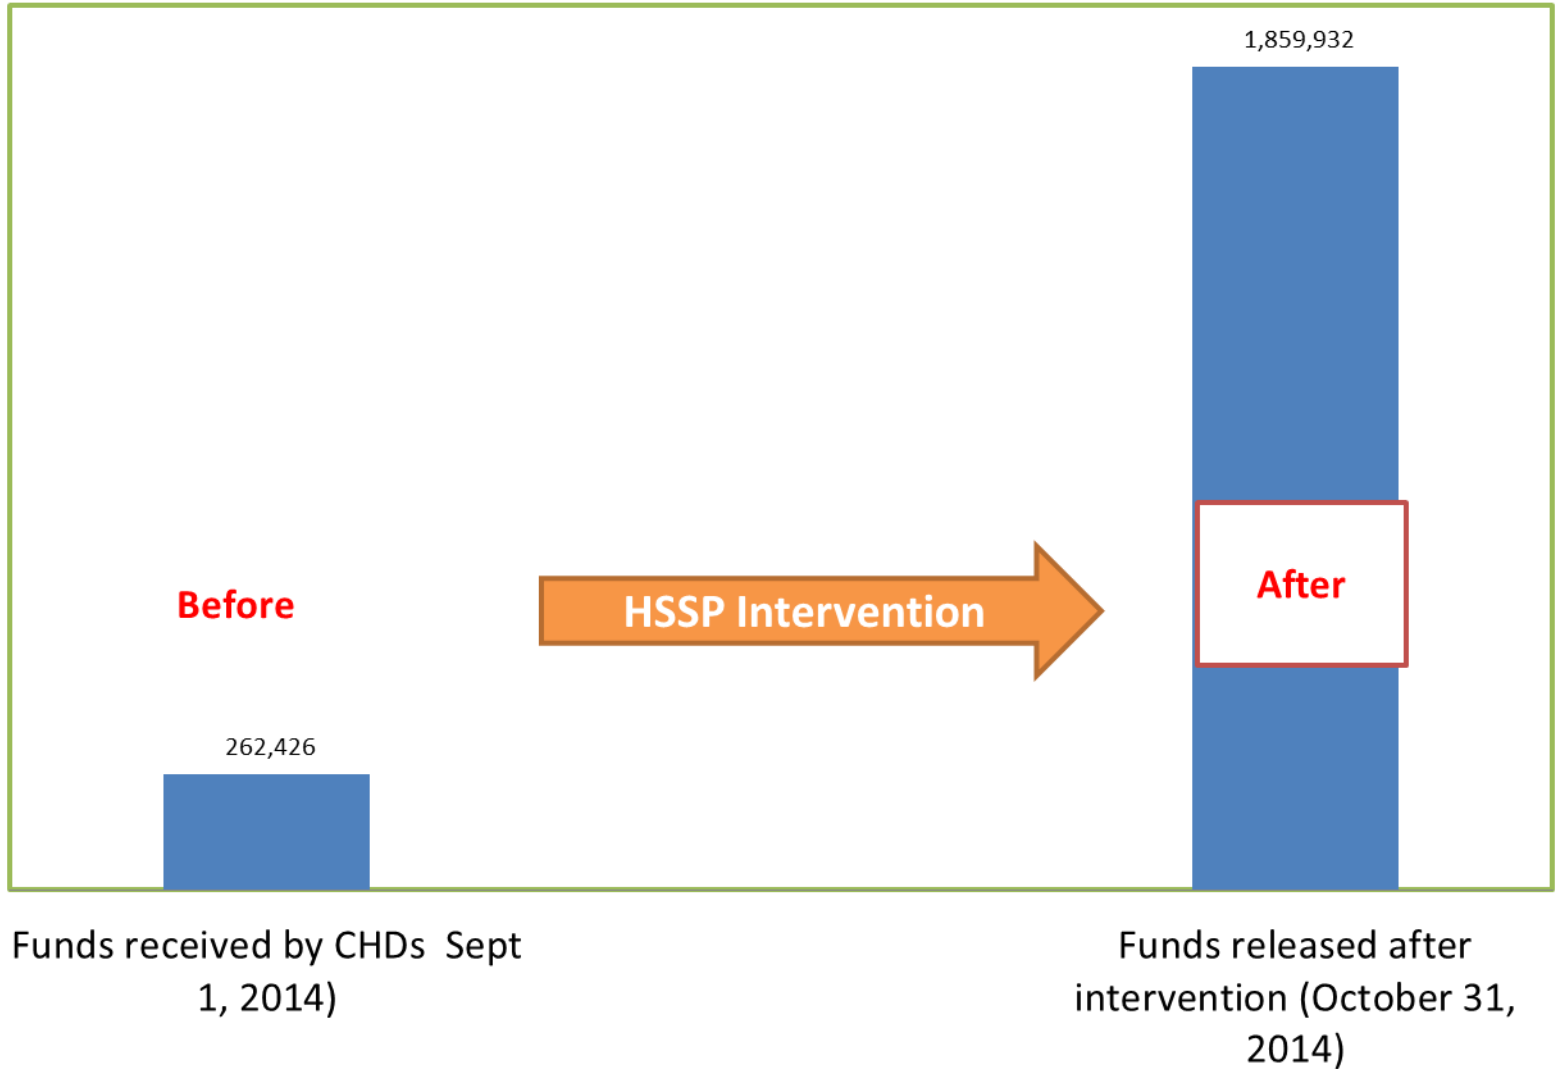 1,859,932
Before
HSSP Intervention
After
262,426
Funds received by CHDs  Sept
1, 2014)
Funds released after
intervention (October 31,
2014)